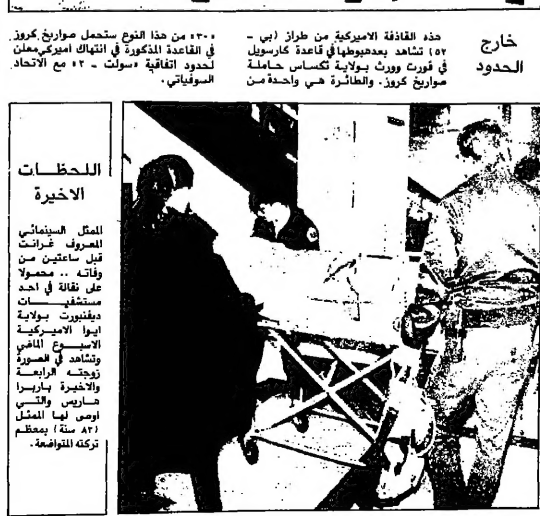 خارج
الحدود
هذه القاذفة الاميركية من طراز (بي -
٥٢) تشاهد بعدهبوطها في قاعدة كارسويل
في فورت وورث بولاية تكساس حاملة
صواريخ كروز. والطائرة هي واحدة من
«٣٠» من هذا النوع ستحمل صواريخ كروز
في القاعدة المذكورة في انتهاك اميركي معلن
لحدود اتفاقية «سولت - ٢» مع الاتحاد
السوفياتي.
اللحظات
الاخيرة
الممثل السينمائي
المعروف غرانت
قبل ساعتين من
وفاته .. محمولا
على نقالة في احد
مستشفيات
ديفنبورت بولاية
ايوا الاميركية
الاسبوع الماضي
وتشاهد في الصورة
زوجته الرابعة
والاخيرة باربرا
هاريس والتي
اوصى لها الممثل
(٨٢ سنة) بمعظم
تركته المتواضعة.